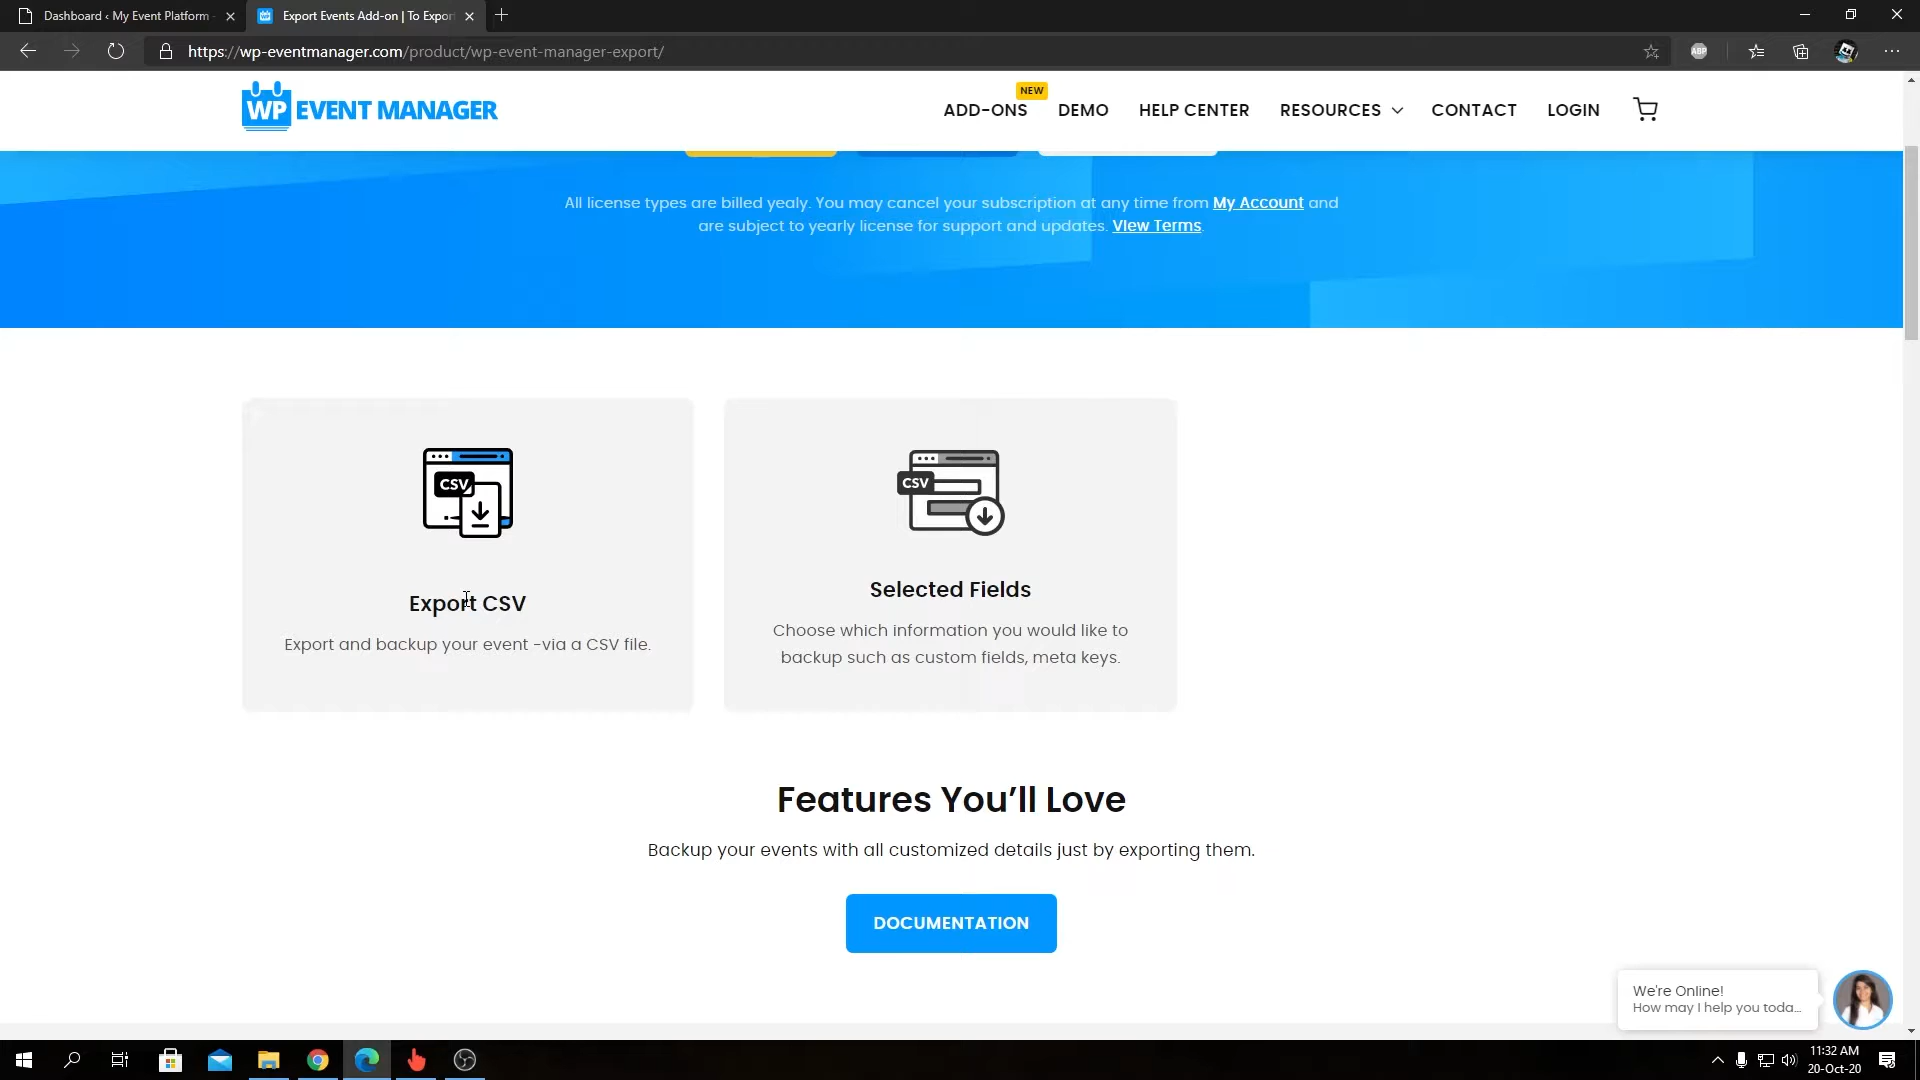 Dashboard ‹ My Event Platform -
Export Events Add-on | To Expor
https://wp-eventmanager.com/product/wp-event-manager-export/
ABP
WP EVENT MANAGER
NEW
ADD-ONS
DEMO
HELP CENTER
RESOURCES
CONTACT
LOGIN
All license types are billed yealy. You may cancel your subscription at any time from My Account and
are subject to yearly license for support and updates. View Terms.
CSV
Export CSV
Export and backup your event -via a CSV file.
CSV
Selected Fields
Choose which information you would like to
backup such as custom fields, meta keys.
Features You’ll Love
Backup your events with all customized details just by exporting them.
DOCUMENTATION
We're Online!
How may I help you toda...
11:32 AM
20-Oct-20